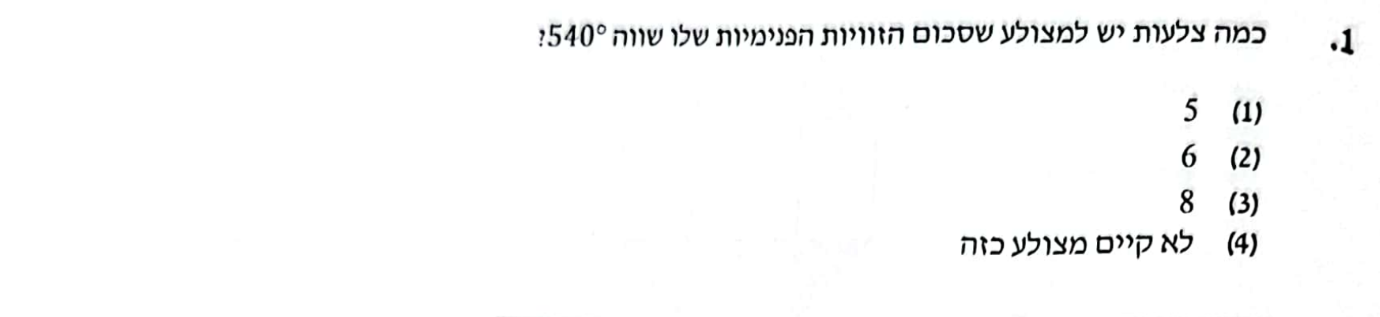 1. כמה צלעות יש למצולע שסכום הזוויות הפנימיות שלו שווה 540°?
(1) 5
(2) 6
(3) 8
(4) לא קיים מצולע כזה